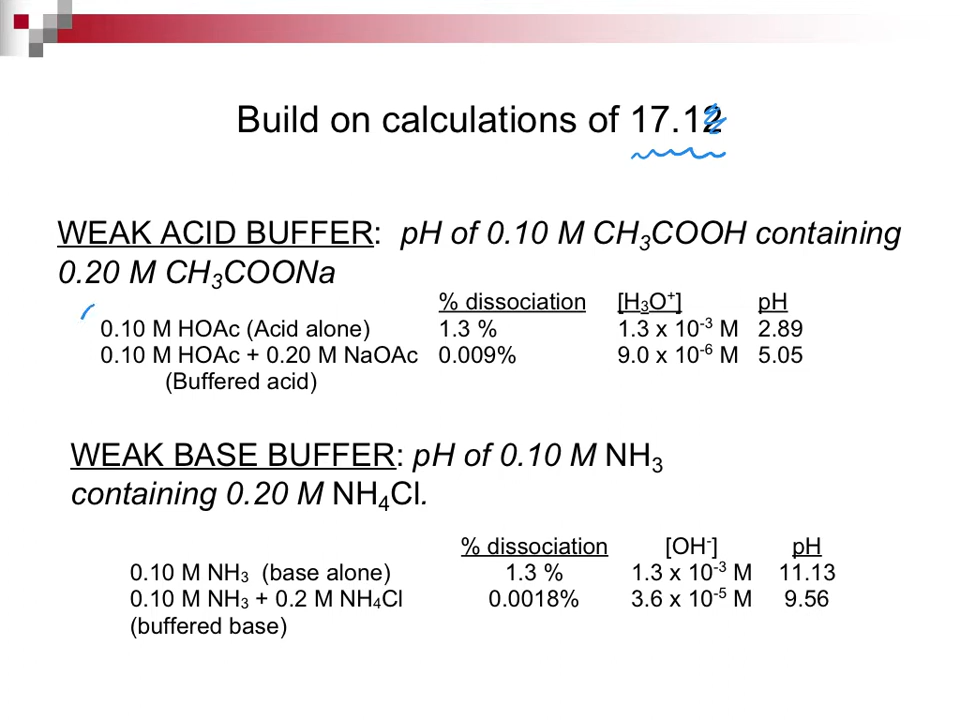 Build on calculations of 17.12
WEAK ACID BUFFER: pH of 0.10 M CH₃COOH containing
0.20 M CH₃COONa
% dissociation [H₃O⁺] pH
0.10 M HOAc (Acid alone) 1.3 % 1.3 x 10⁻³ M 2.89
0.10 M HOAc + 0.20 M NaOAc 0.009% 9.0 x 10⁻⁶ M 5.05
(Buffered acid)
WEAK BASE BUFFER: pH of 0.10 M NH₃
containing 0.20 M NH₄Cl.
% dissociation [OH⁻] pH
0.10 M NH₃ (base alone) 1.3 % 1.3 x 10⁻³ M 11.13
0.10 M NH₃ + 0.2 M NH₄Cl 0.0018% 3.6 x 10⁻⁵ M 9.56
(buffered base)